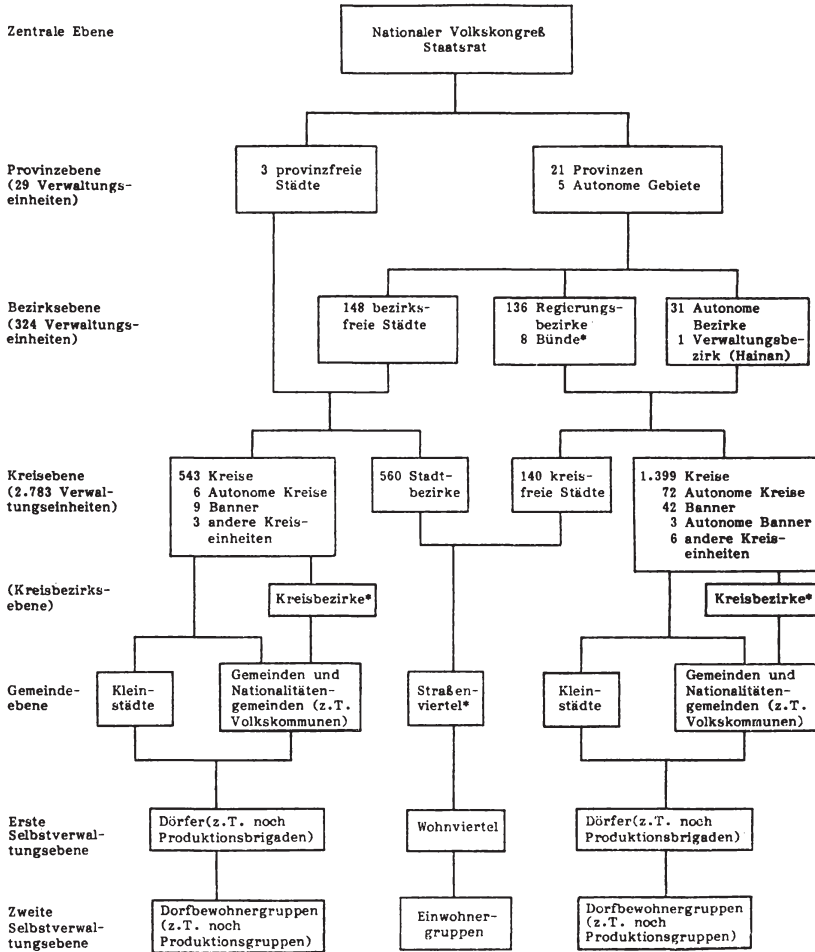 Zentrale Ebene
Nationaler Volkskongreß
Staatsrat
Provinzebene
(29 Verwaltungs-
einheiten)
3 provinzfreie
Städte
21 Provinzen
5 Autonome Gebiete
Bezirksebene
(324 Verwaltungs-
einheiten)
148 bezirks-
freie Städte
136 Regierungs-
bezirke
8 Bünde*
31 Autonome
Bezirke
1 Verwaltungsbe-
zirk (Hainan)
Kreisebene
(2.783 Verwal-
tungseinheiten)
543 Kreise
6 Autonome Kreise
9 Banner
3 andere Kreis-
einheiten
560 Stadt-
bezirke
140 kreis-
freie Städte
1.399 Kreise
72 Autonome Kreise
42 Banner
3 Autonome Banner
6 andere Kreis-
einheiten
(Kreisbezirks-
ebene)
Kreisbezirke*
Kreisbezirke*
Gemeinde-
ebene
Klein-
städte
Gemeinden und
Nationalitäten-
gemeinden (z.T.
Volkskommunen)
Straßen-
viertel*
Klein-
städte
Gemeinden und
Nationalitäten-
gemeinden (z.T.
Volkskommunen)
Erste
Selbstverwal-
tungsebene
Dörfer(z.T. noch
Produktionsbrigaden)
Wohnviertel
Dörfer(z.T. noch
Produktionsbrigaden)
Zweite
Selbstverwal-
tungsebene
Dorfbewohnergruppen
(z.T. noch
Produktionsgruppen)
Einwohner-
gruppen
Dorfbewohnergruppen
(z.T. noch
Produktionsgruppen)